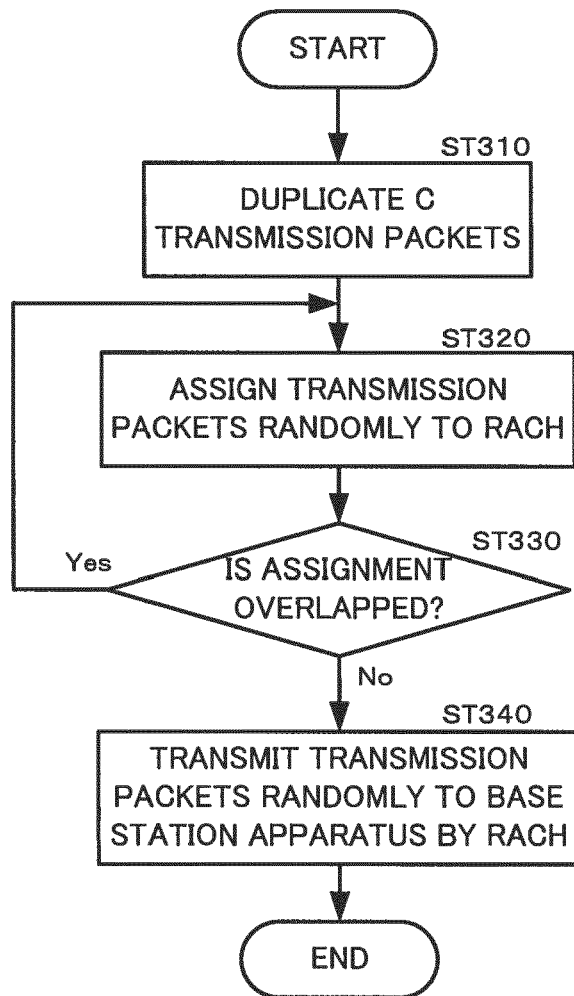 START
ST310
DUPLICATE C
TRANSMISSION PACKETS
ST320
ASSIGN TRANSMISSION
PACKETS RANDOMLY TO RACH
ST330
Yes
IS ASSIGNMENT
OVERLAPPED?
No
ST340
TRANSMIT TRANSMISSION
PACKETS RANDOMLY TO BASE
STATION APPARATUS BY RACH
END